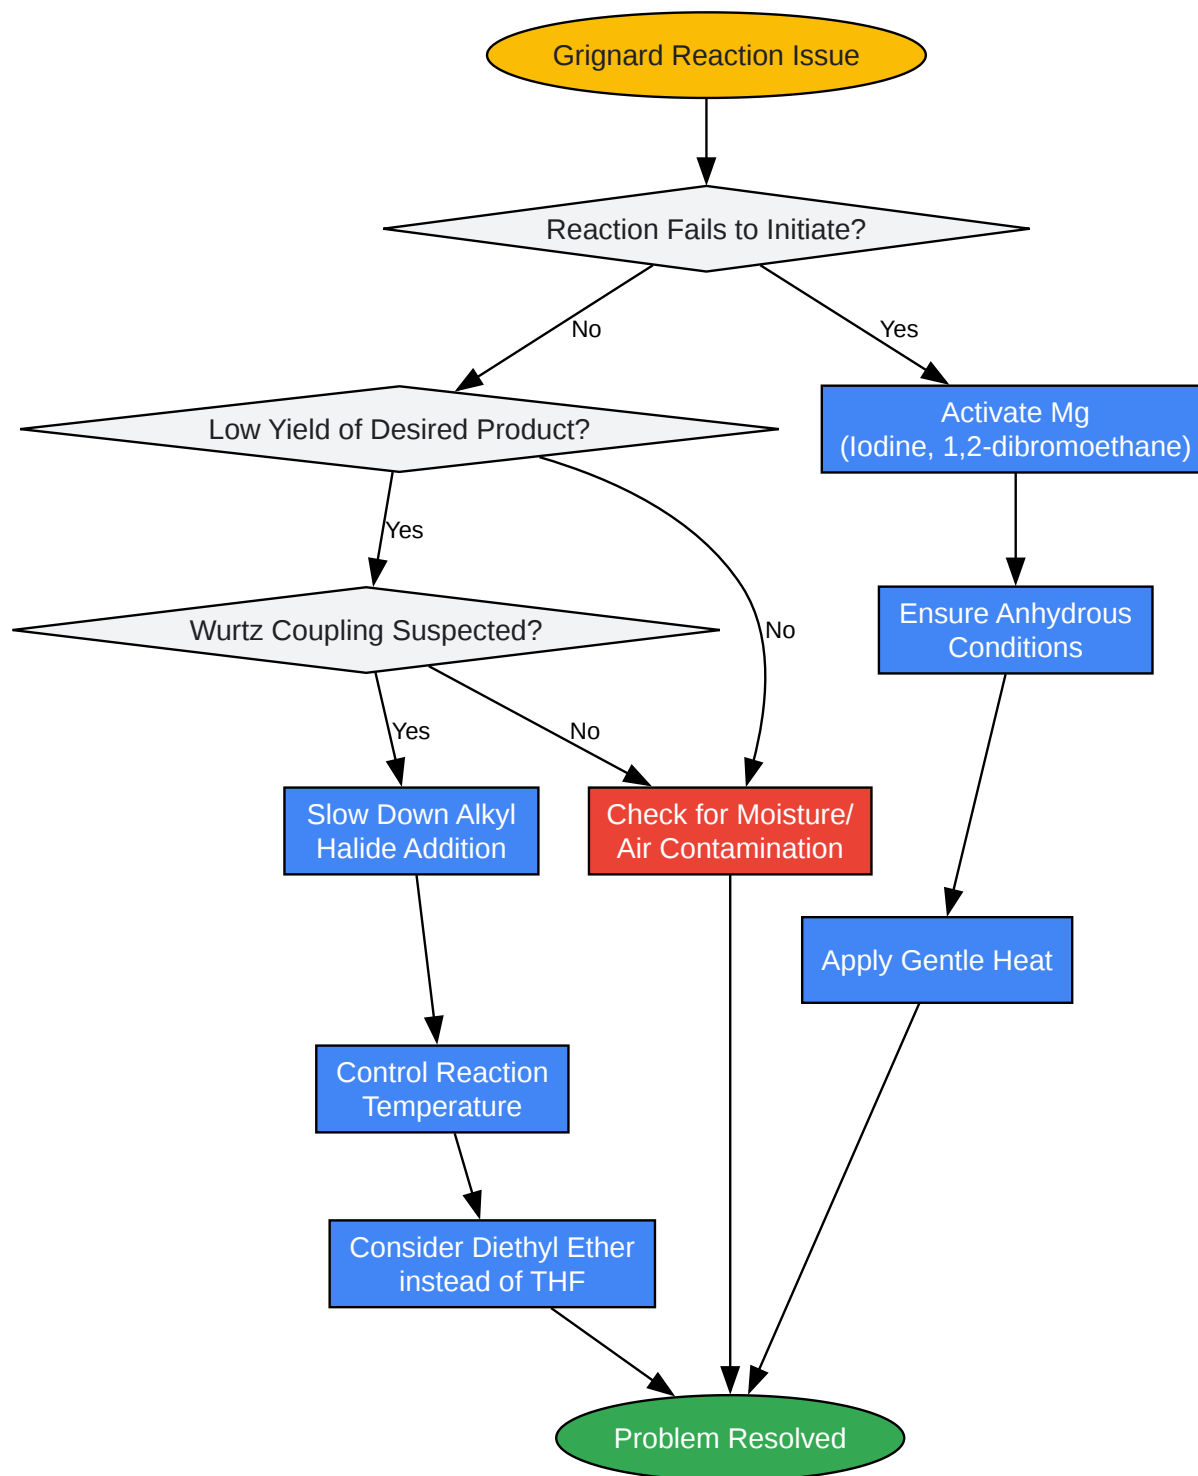 Grignard Reaction Issue
Reaction Fails to Initiate?
No
Yes
Low Yield of Desired Product?
Activate Mg
(Iodine, 1,2-dibromoethane)
Yes
No
Wurtz Coupling Suspected?
Ensure Anhydrous
Conditions
Yes
No
Slow Down Alkyl
Halide Addition
Check for Moisture/
Air Contamination
Apply Gentle Heat
Control Reaction
Temperature
Consider Diethyl Ether
instead of THF
Problem Resolved